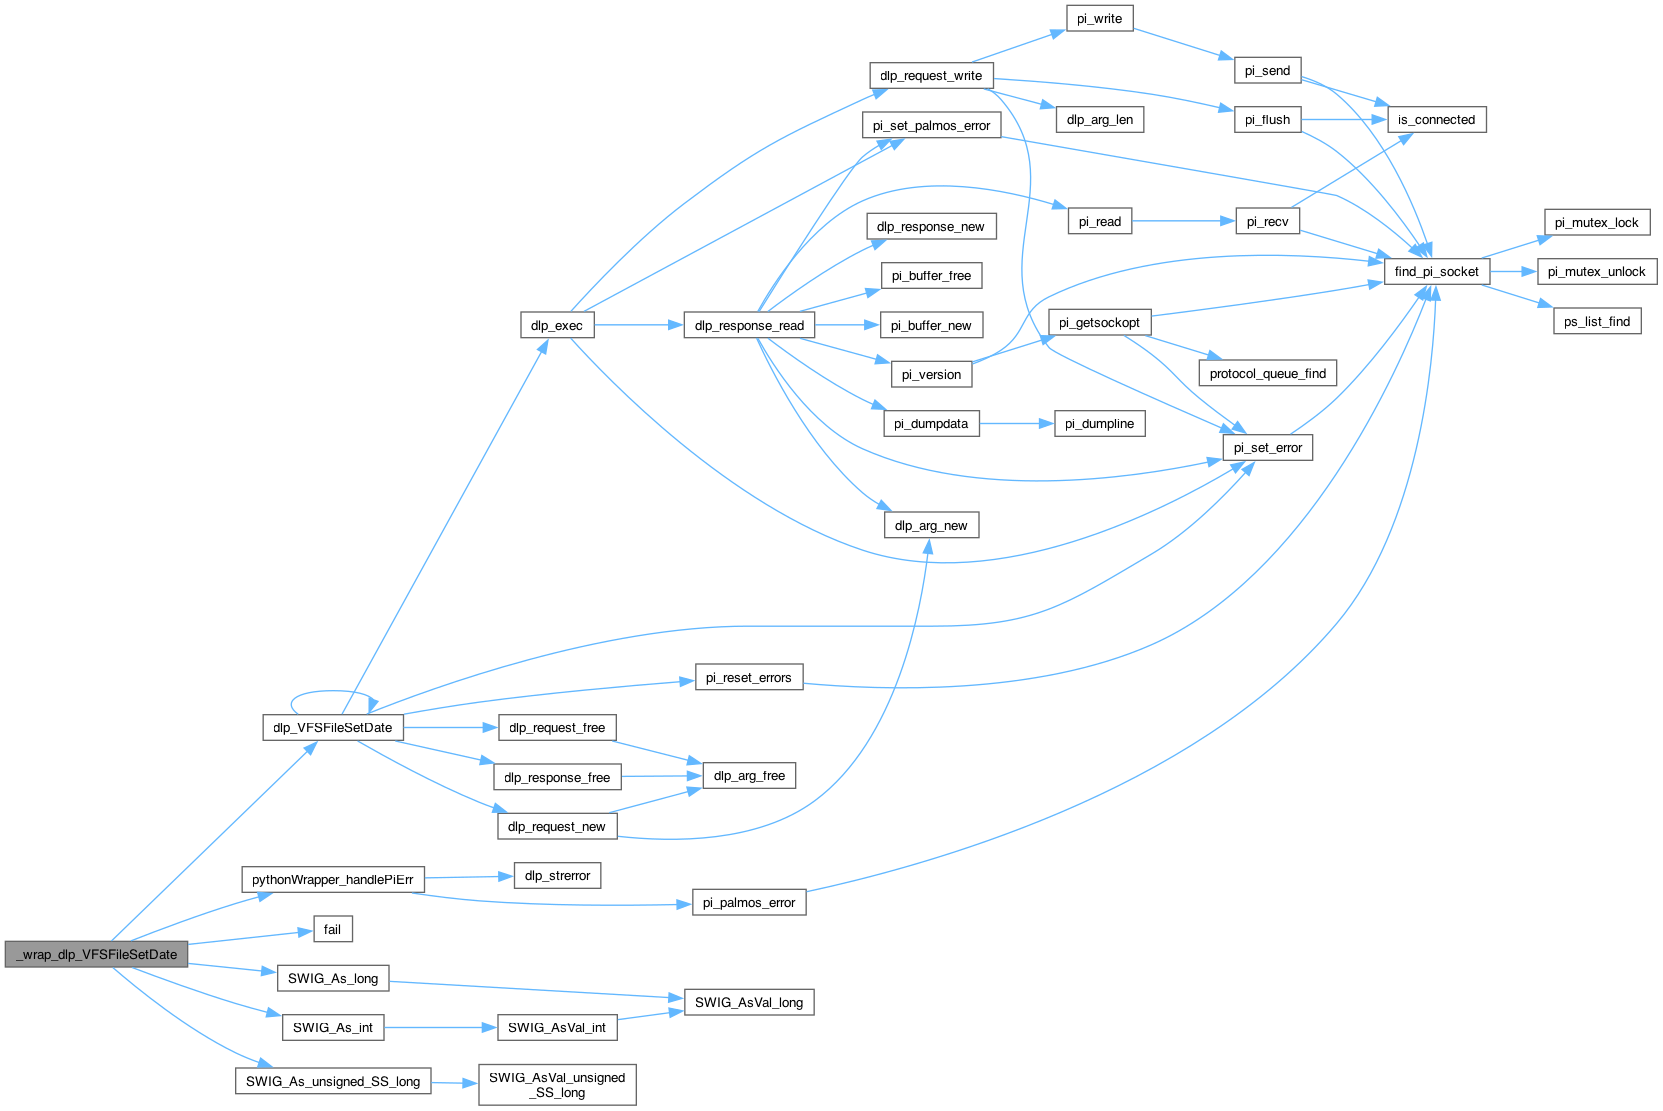 pi_write
dlp_request_write
pi_send
pi_set_palmos_error
dlp_arg_len
pi_flush
is_connected
pi_read
pi_recv
dlp_response_new
pi_mutex_lock
pi_buffer_free
find_pi_socket
pi_mutex_unlock
dlp_exec
dlp_response_read
pi_buffer_new
pi_getsockopt
ps_list_find
pi_version
protocol_queue_find
pi_dumpdata
pi_dumpline
pi_set_error
dlp_arg_new
pi_reset_errors
dlp_VFSFileSetDate
dlp_request_free
dlp_response_free
dlp_arg_free
dlp_request_new
pythonWrapper_handlePiErr
dlp_strerror
pi_palmos_error
fail
_wrap_dlp_VFSFileSetDate
SWIG_As_long
SWIG_AsVal_long
SWIG_As_int
SWIG_AsVal_int
SWIG_As_unsigned_SS_long
SWIG_AsVal_unsigned
_SS_long